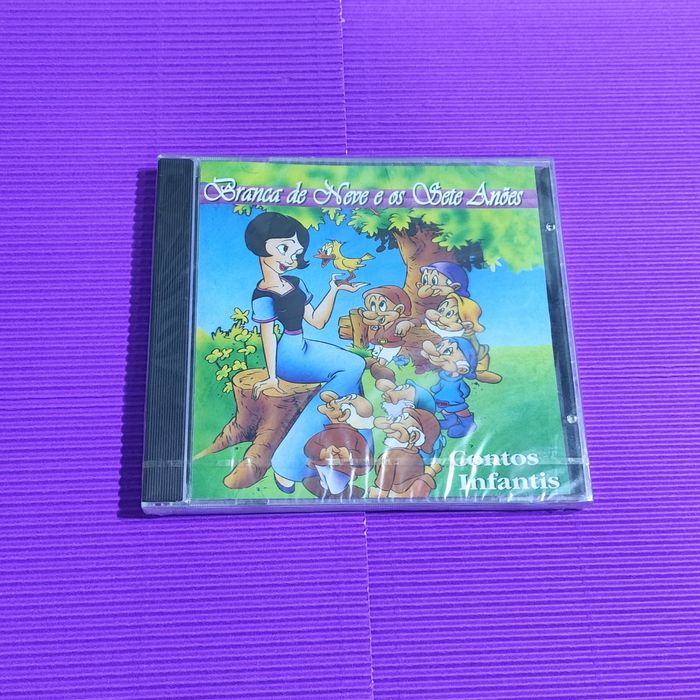 Branca de Neve e os Sete Anões
Contos
Infantis